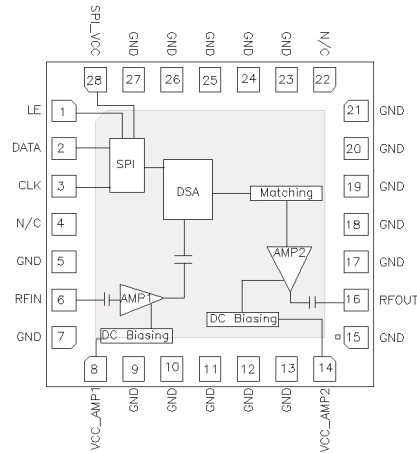 SPI_VCC GND GND GND GND GND N/C
28 27 26 25 24 23 22
LE 1 21 GND
DATA 2 SPI 20 GND
CLK 3 DSA Matching 19 GND
N/C 4 18 GND
GND 5 AMP2 17 GND
RFIN 6 AMP1 16 RFOUT
GND 7 DC Biasing DC Biasing 15 GND
8 9 10 11 12 13 14
VCC_AMP1 GND GND GND GND GND VCC_AMP2